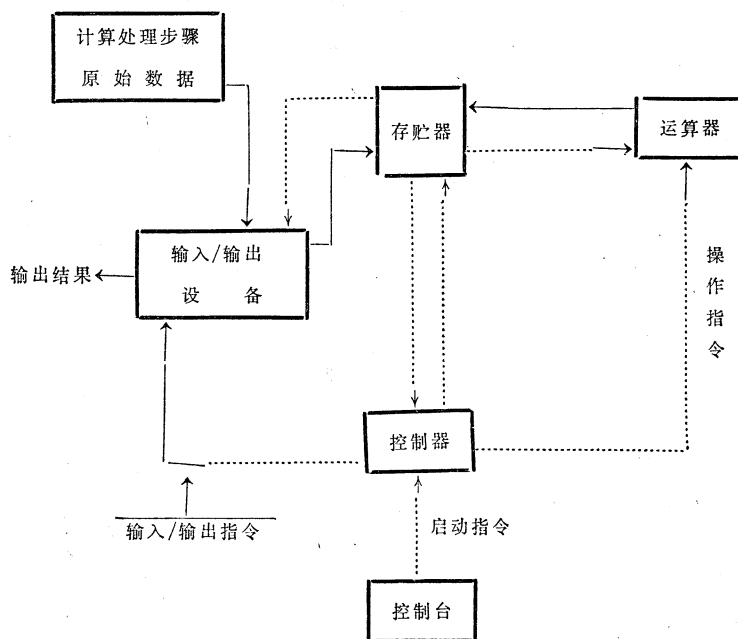 计算处理步骤
原始数据
存贮器
运算器
输入/输出
设备
输出结果
操作指令
控制器
输入/输出指令
启动指令
控制台